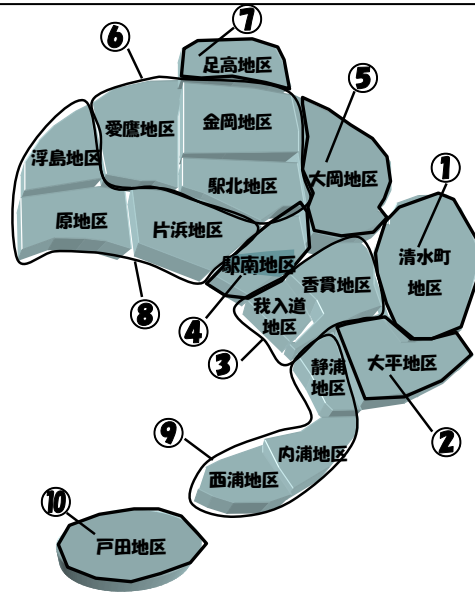 ⑦
⑥
足高地区
⑤
愛鷹地区
金岡地区
浮島地区
駅北地区
大岡地区
①
原地区
片浜地区
清水町
地区
駅南地区
香貫地区
⑧
④
我入道
地区
③
静浦
地区
大平地区
②
⑨
内浦地区
西浦地区
⑩
戸田地区